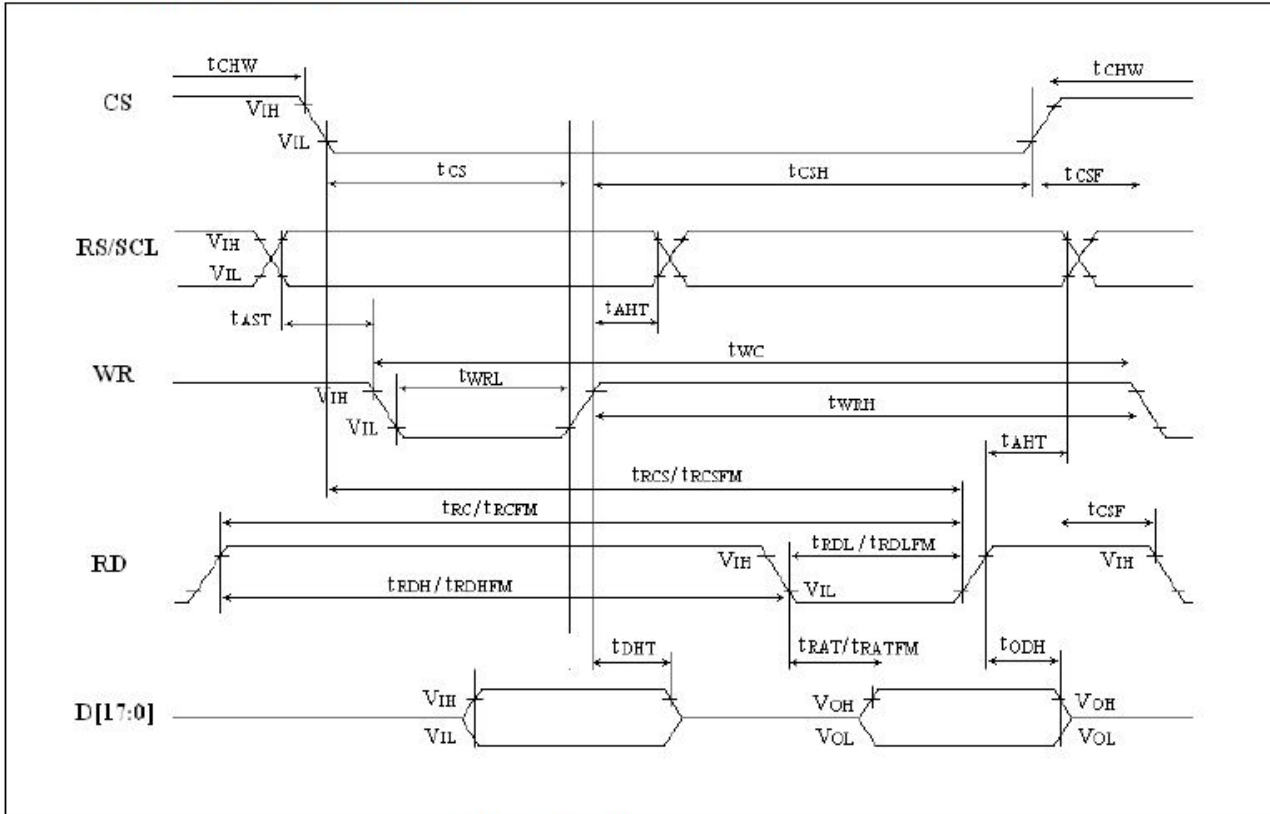 tCHW tCHW
CS
VIH
VIL
tCS tCSH tCSF
RS/SCL
VIH
VIL
tAST tAHT
tWC
WR
tWRL
VIH
tWRH
VIL
tAHT
tRCS/tRCSFM
tRC/tRCFM
tCSF
tRDL/tRDLFM
RD
VIH VIH
tRDH/tRDHFM
VIL
tDHT tRAT/tRATFM tODH
VIH VOH VOH
D[17:0]
VIL VOL VOL